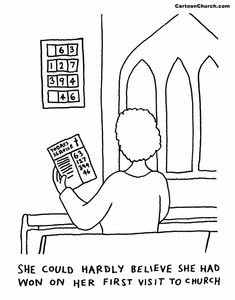 CartoonChurch.com
63
127
394
46
TODAY'S
SERVICE
63
127
394
46
SHE COULD HARDLY BELIEVE SHE HAD
WON ON HER FIRST VISIT TO CHURCH